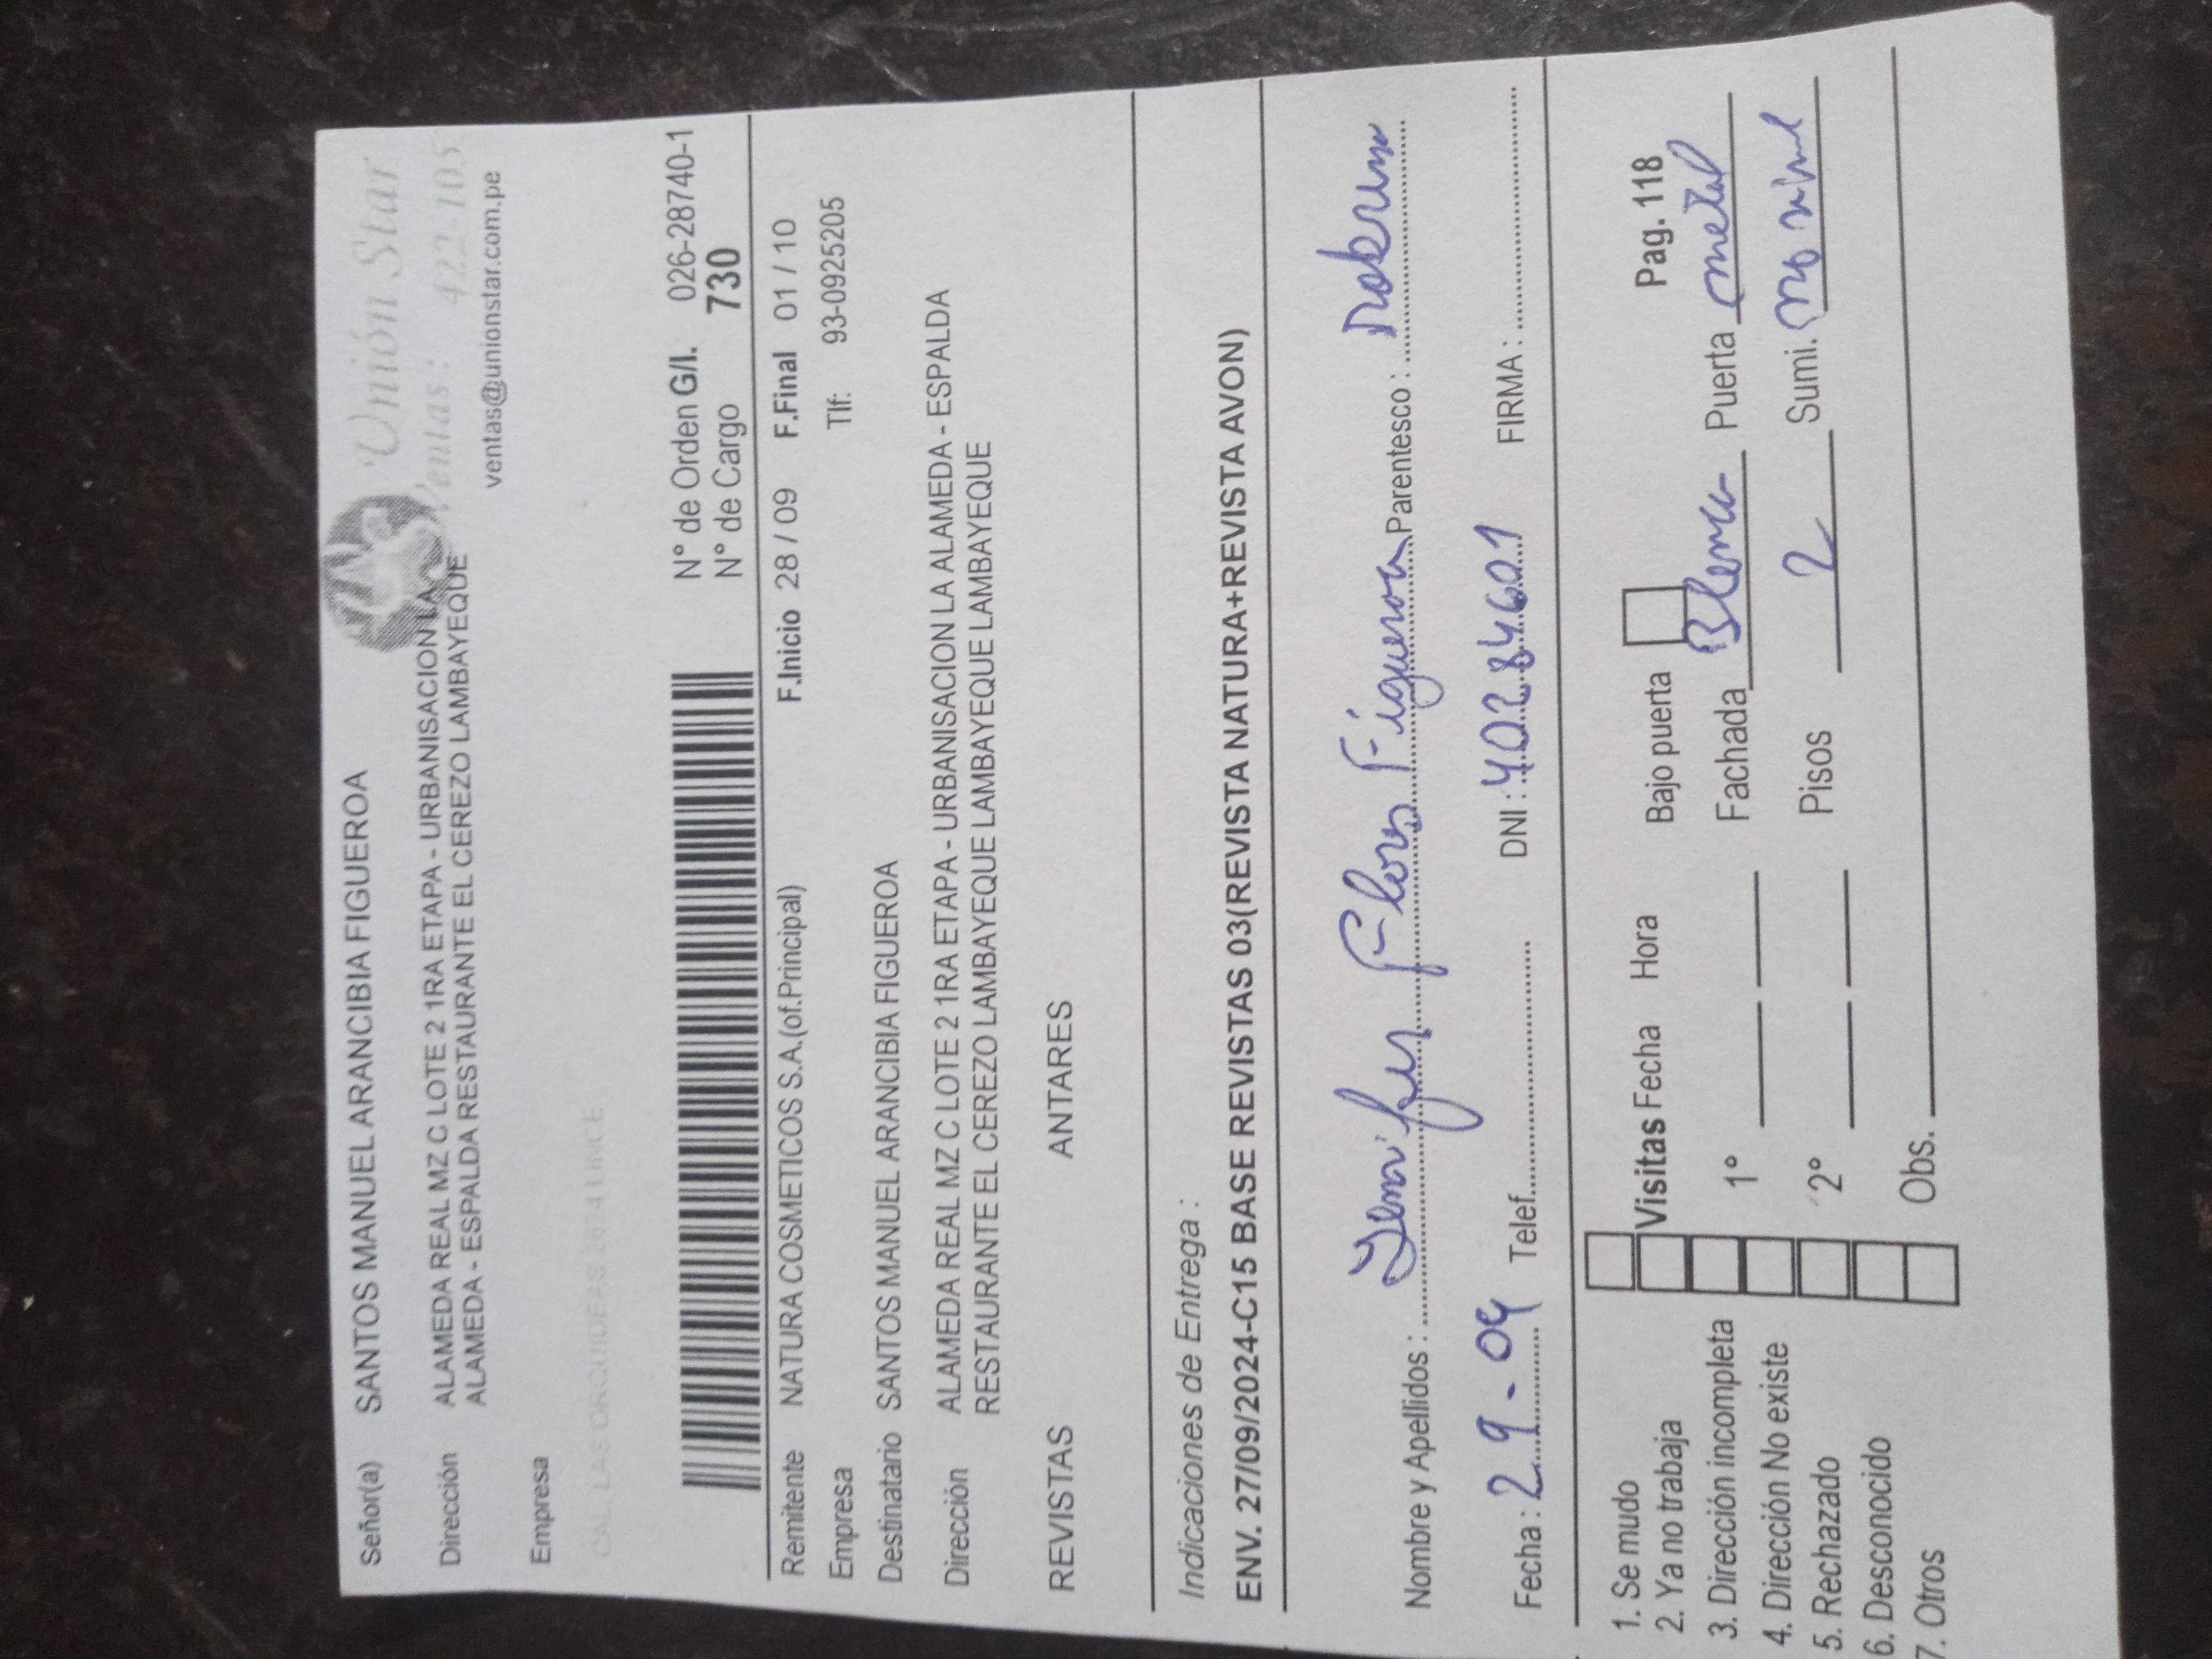 Señor(a) SANTOS MANUEL ARANCIBIA FIGUEROA
Unión Star
Ventas: 422-105
ventas@unionstar.com.pe
Dirección ALAMEDA REAL MZ C LOTE 2 1RA ETAPA - URBANISACION LA
ALAMEDA - ESPALDA RESTAURANTE EL CEREZO LAMBAYEQUE
Empresa
N° de Orden G/I. 026-28740-1
N° de Cargo 730
Remitente NATURA COSMETICOS S.A.(of.Principal) F.Inicio 28 / 09 F.Final 01 / 10
Empresa Tlf: 93-0925205
Destinatario SANTOS MANUEL ARANCIBIA FIGUEROA
Dirección ALAMEDA REAL MZ C LOTE 2 1RA ETAPA - URBANISACION LA ALAMEDA - ESPALDA
RESTAURANTE EL CEREZO LAMBAYEQUE LAMBAYEQUE LAMBAYEQUE
REVISTAS ANTARES
Indicaciones de Entrega :
ENV. 27/09/2024-C15 BASE REVISTAS 03(REVISTA NATURA+REVISTA AVON)
Nombre y Apellidos : Flores Figueroa Parentesco :
Fecha : 29-09 Telef. DNI : 40284601 FIRMA :
1. Se mudo
2. Ya no trabaja
3. Dirección incompleta
4. Dirección No existe
5. Rechazado
6. Desconocido
7. Otros
Visitas Fecha Hora
1°
2°
Obs.
Bajo puerta Pag. 118
Fachada Puerta metal
Pisos 2 Sumi.